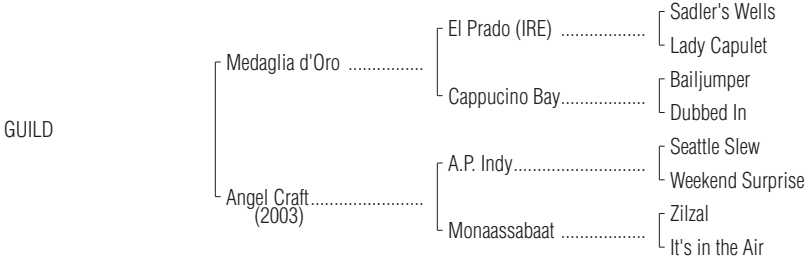 Sadler's Wells
El Prado (IRE) ...................
Lady Capulet
Medaglia d'Oro ................
Bailjumper
Cappucino Bay...................
Dubbed In
GUILD
Seattle Slew
A.P. Indy............................
Weekend Surprise
Angel Craft........................
(2003)
Zilzal
Monaassabaat ..................
It's in the Air